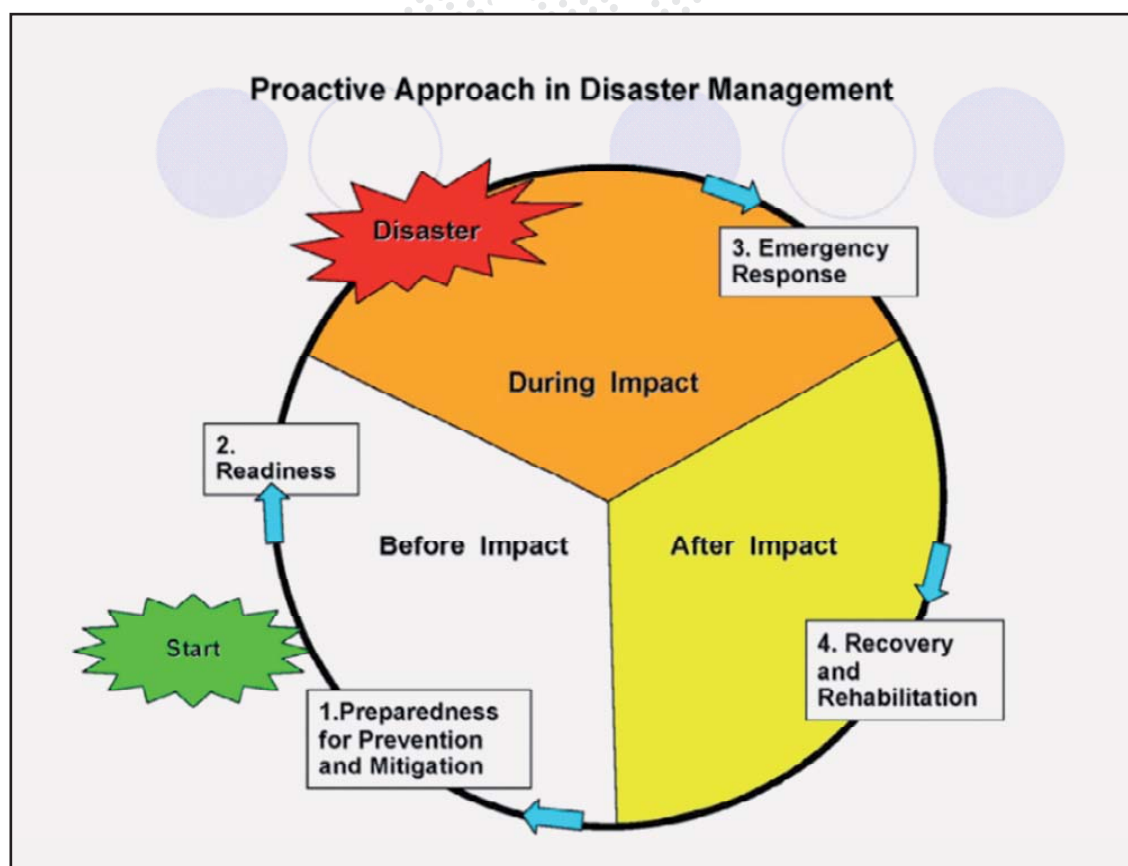 Proactive Approach in Disaster Management
Disaster
3. Emergency
Response
During Impact
2.
Readiness
Before Impact
After Impact
Start
4. Recovery
and
Rehabilitation
1.Preparedness
for Prevention
and Mitigation